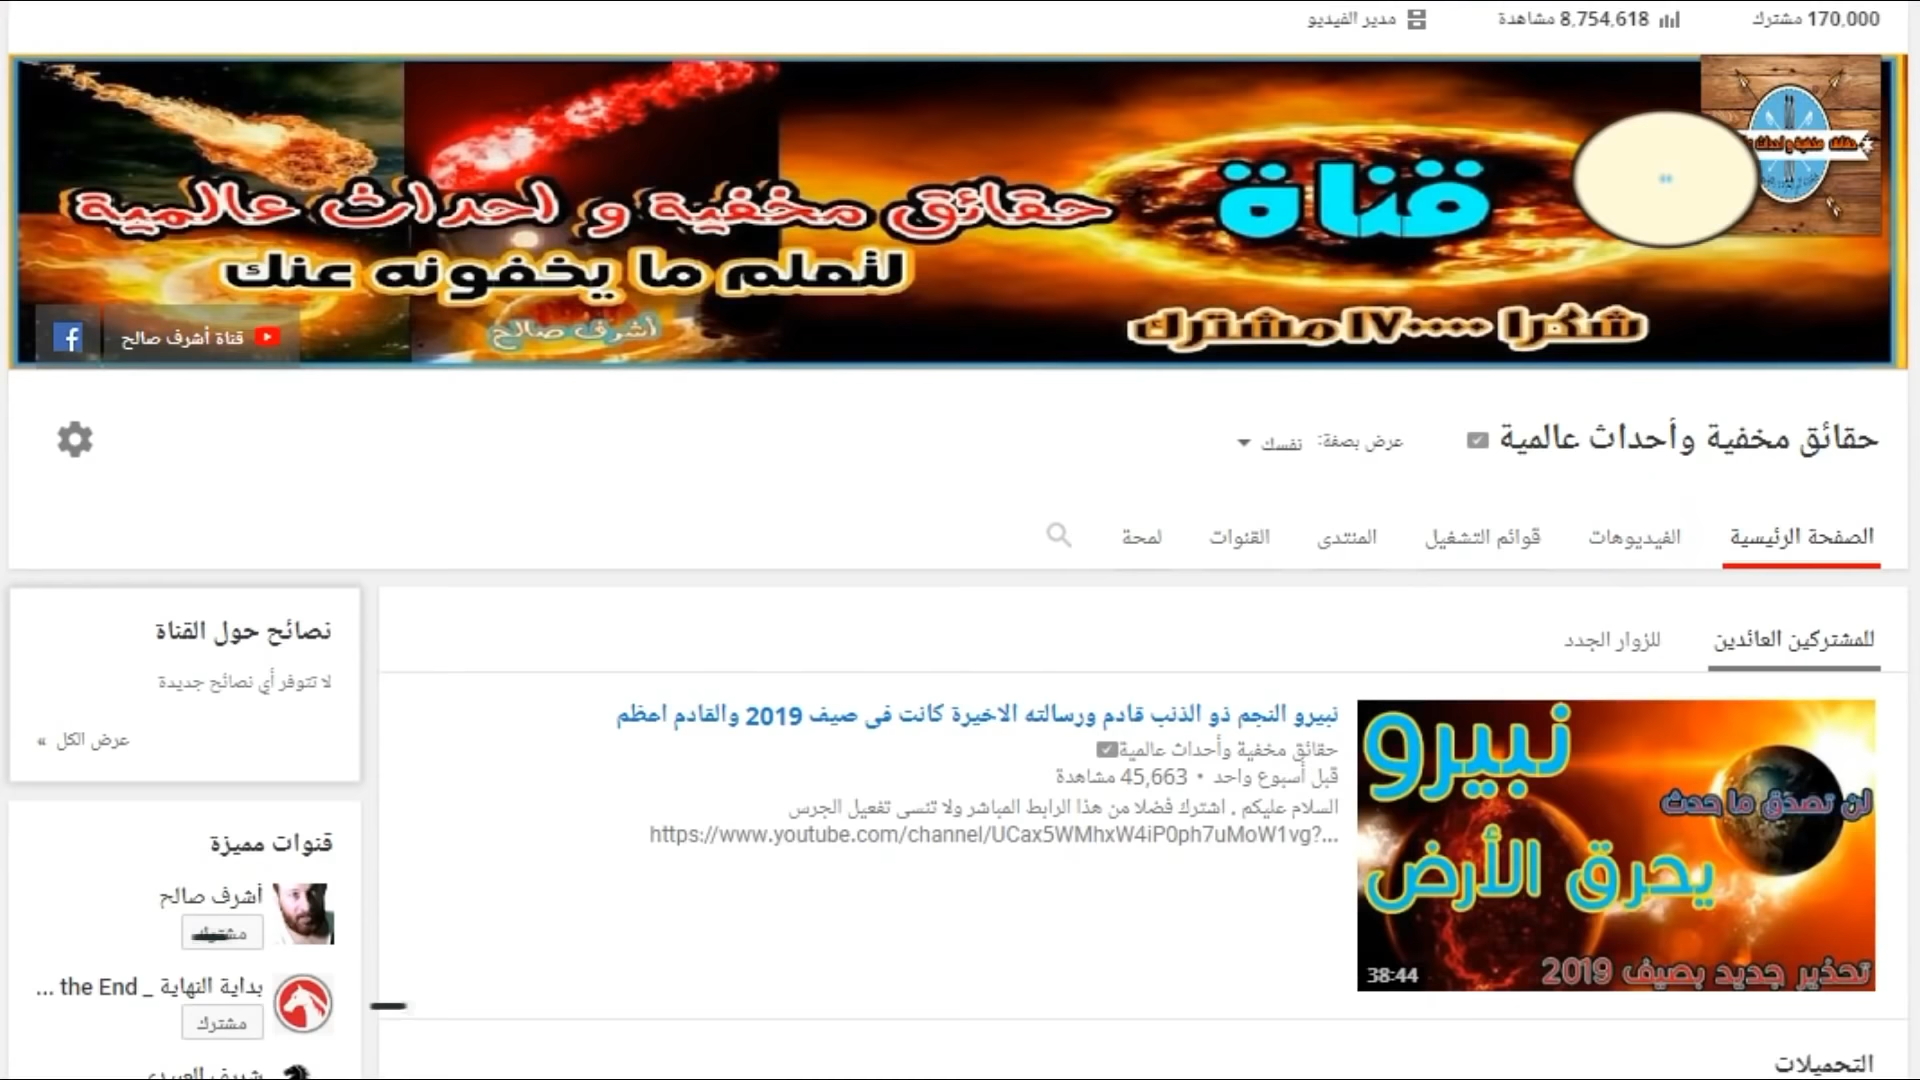 170,000 مشترك
8,754,618 مشاهدة
مدير الفيديو
قناة
حقائق مخفية و احداث عالمية
لتعلم ما يخفونه عنك
أشرف صالح
شكرا ١٧٠٠٠٠ مشترك
قناة أشرف صالح
حقائق مخفية وأحداث عالمية
عرض بصفة: نفسك
الصفحة الرئيسية
الفيديوهات
قوائم التشغيل
المنتدى
القنوات
لمحة
للمشتركين العائدين
للزوار الجدد
نبيرو
لن تصدق ما حدث
يحرق الأرض
تحذير جديد بصيف 2019
38:44
نبيرو النجم ذو الذنب قادم ورسالته الاخيرة كانت فى صيف 2019 والقادم اعظم
حقائق مخفية وأحداث عالمية
قبل أسبوع واحد • 45,663 مشاهدة
السلام عليكم . اشترك فضلا من هذا الرابط المباشر ولا تنسى تفعيل الجرس
https://www.youtube.com/channel/UCax5WMhxW4iP0ph7uMoW1vg?...
التحميلات
نصائح حول القناة
لا تتوفر أي نصائح جديدة
عرض الكل »
قنوات مميزة
أشرف صالح
مشترك
بداية النهاية _ the End ...
مشترك